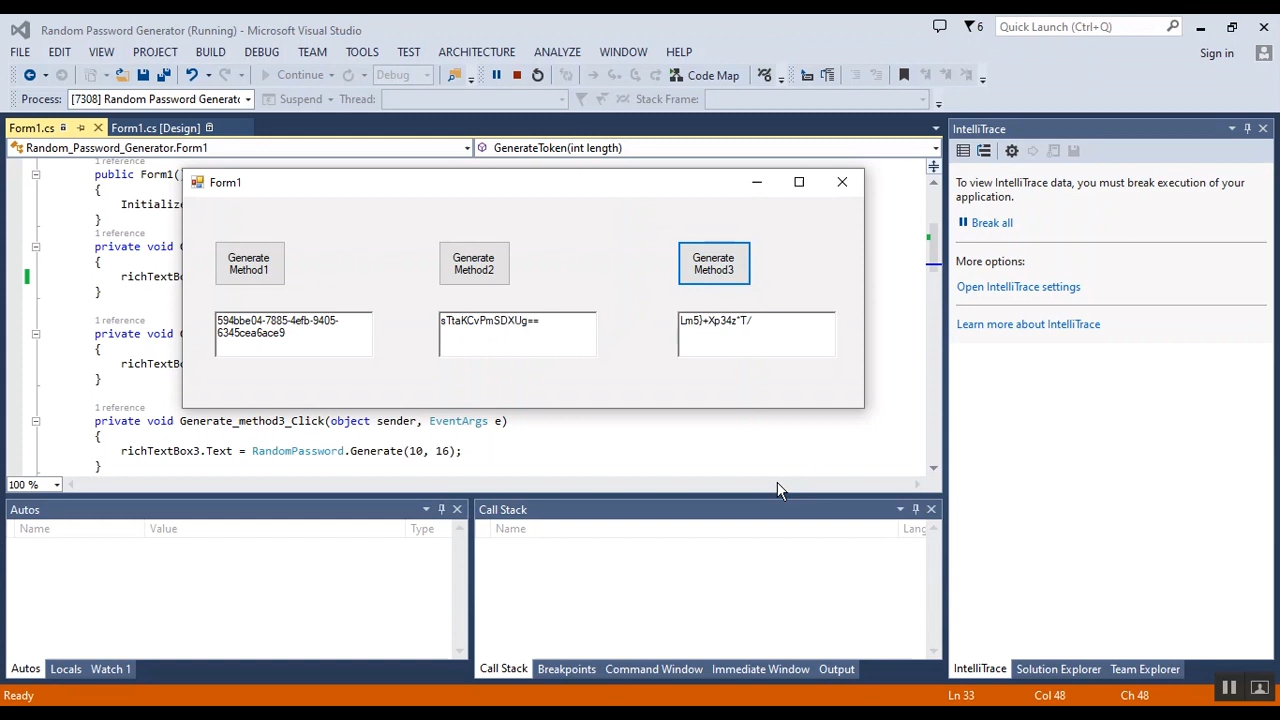 Random Password Generator (Running) - Microsoft Visual Studio
6
Quick Launch (Ctrl+Q)
FILE EDIT VIEW PROJECT BUILD DEBUG TEAM TOOLS TEST ARCHITECTURE ANALYZE WINDOW HELP
Sign in
Continue Debug Code Map
Process: [7308] Random Password Generato Suspend Thread: Stack Frame:
Form1.cs Form1.cs [Design]
Random_Password_Generator.Form1 GenerateToken(int length)
1 reference
public Form1(
{
Initialize
}
1 reference
private void G
{
richTextBo
}
1 reference
private void G
{
richTextBo
}
1 reference
private void Generate_method3_Click(object sender, EventArgs e)
{
richTextBox3.Text = RandomPassword.Generate(10, 16);
}
100 %
Form1
Generate
Method1
Generate
Method2
Generate
Method3
594bbe04-7885-4efb-9405-
6345cea6ace9
sTtaKCvPmSDXUg==
Lm5}+Xp34z*T/
IntelliTrace
To view IntelliTrace data, you must break execution of your
application.
Break all
More options:
Open IntelliTrace settings
Learn more about IntelliTrace
Autos
Name Value Type
Call Stack
Name Lang
Autos Locals Watch 1
Call Stack Breakpoints Command Window Immediate Window Output
IntelliTrace Solution Explorer Team Explorer
Ready Ln 33 Col 48 Ch 48